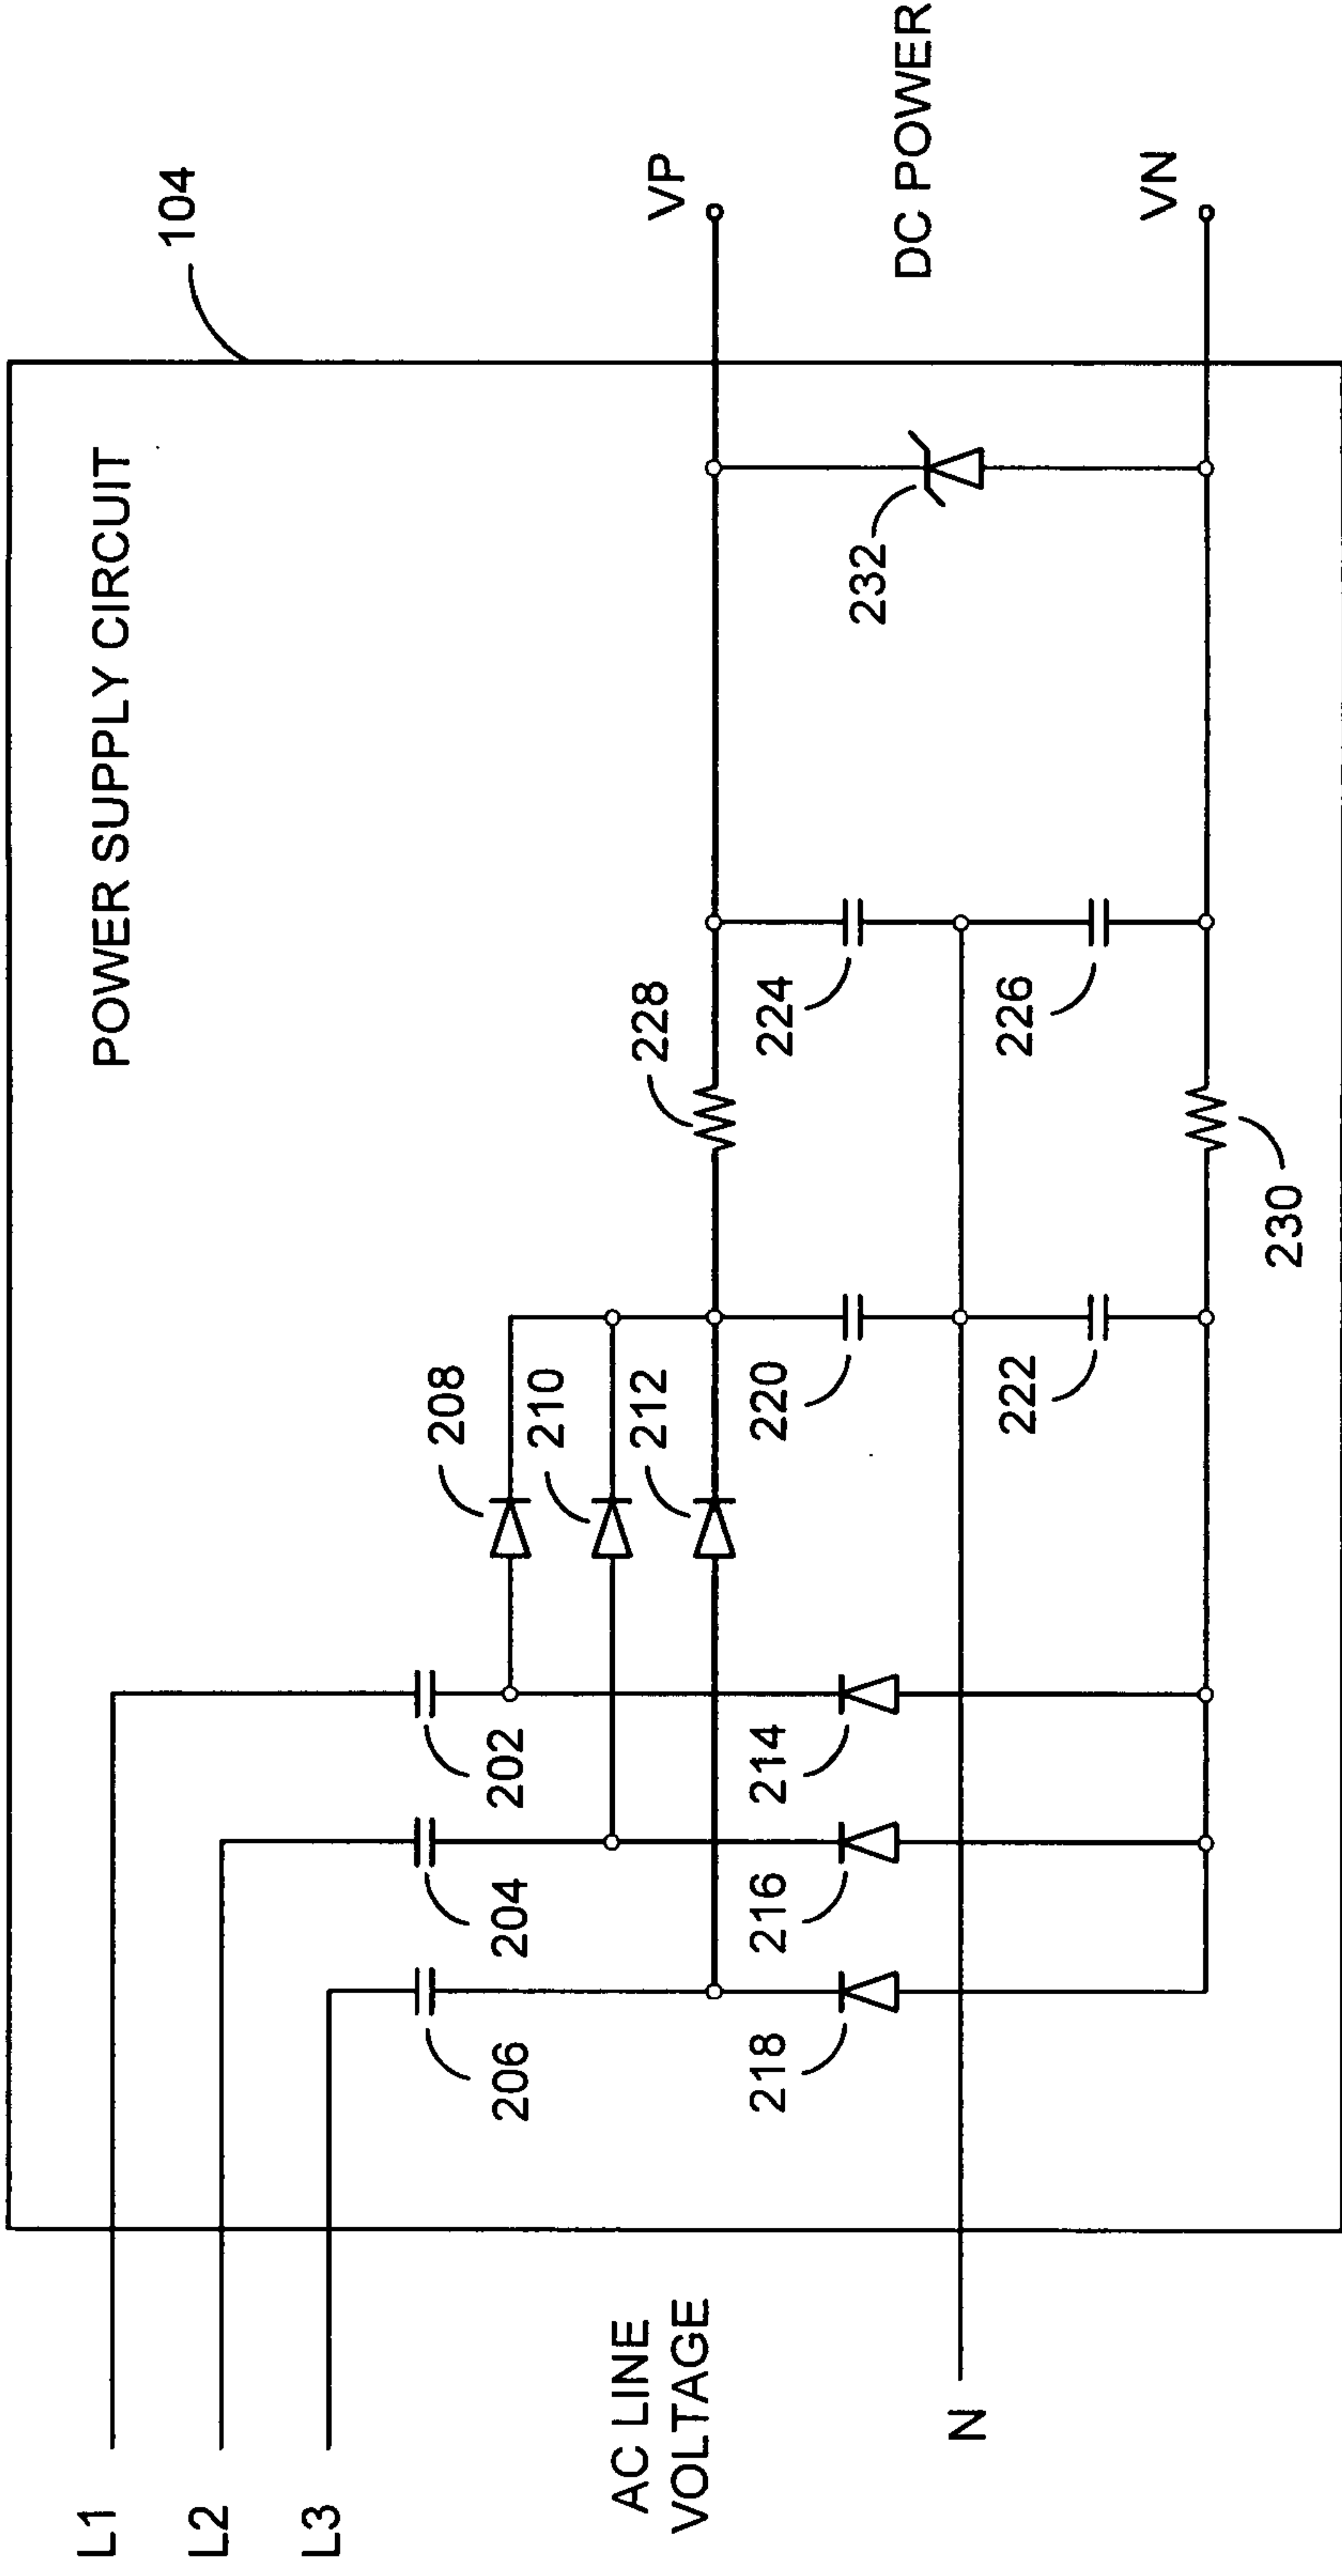 POWER SUPPLY CIRCUIT
104
L1
L2
L3
AC LINE
VOLTAGE
N
202
204
206
208
210
212
214
216
218
220
222
224
226
228
230
232
VP
DC POWER
VN